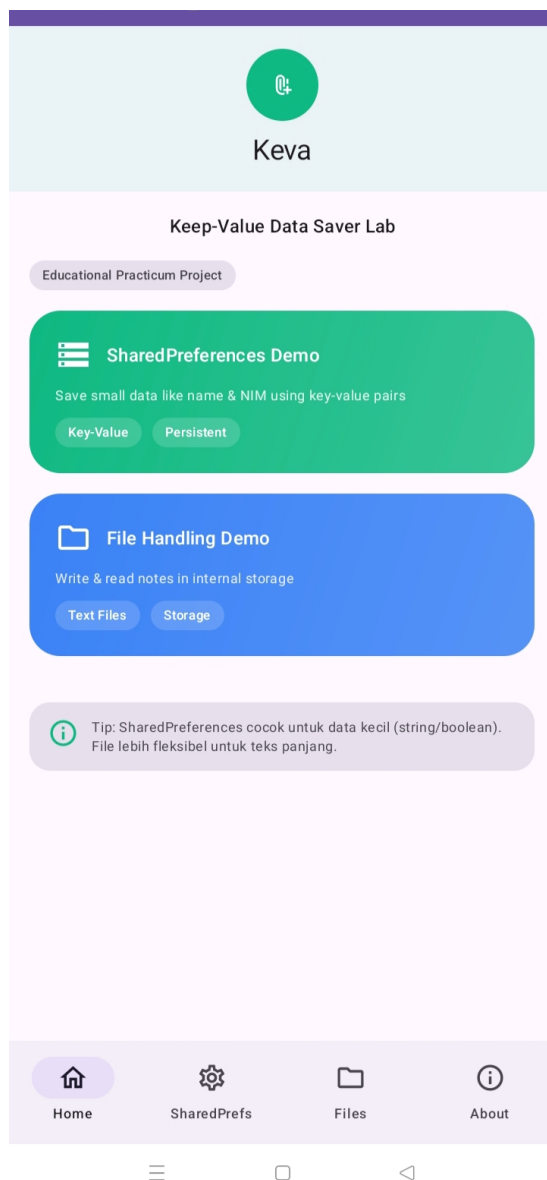 Keva
Keep-Value Data Saver Lab
Educational Practicum Project
SharedPreferences Demo
Save small data like name & NIM using key-value pairs
Key-Value
Persistent
File Handling Demo
Write & read notes in internal storage
Text Files
Storage
Tip: SharedPreferences cocok untuk data kecil (string/boolean).
File lebih fleksibel untuk teks panjang.
Home
SharedPrefs
Files
About